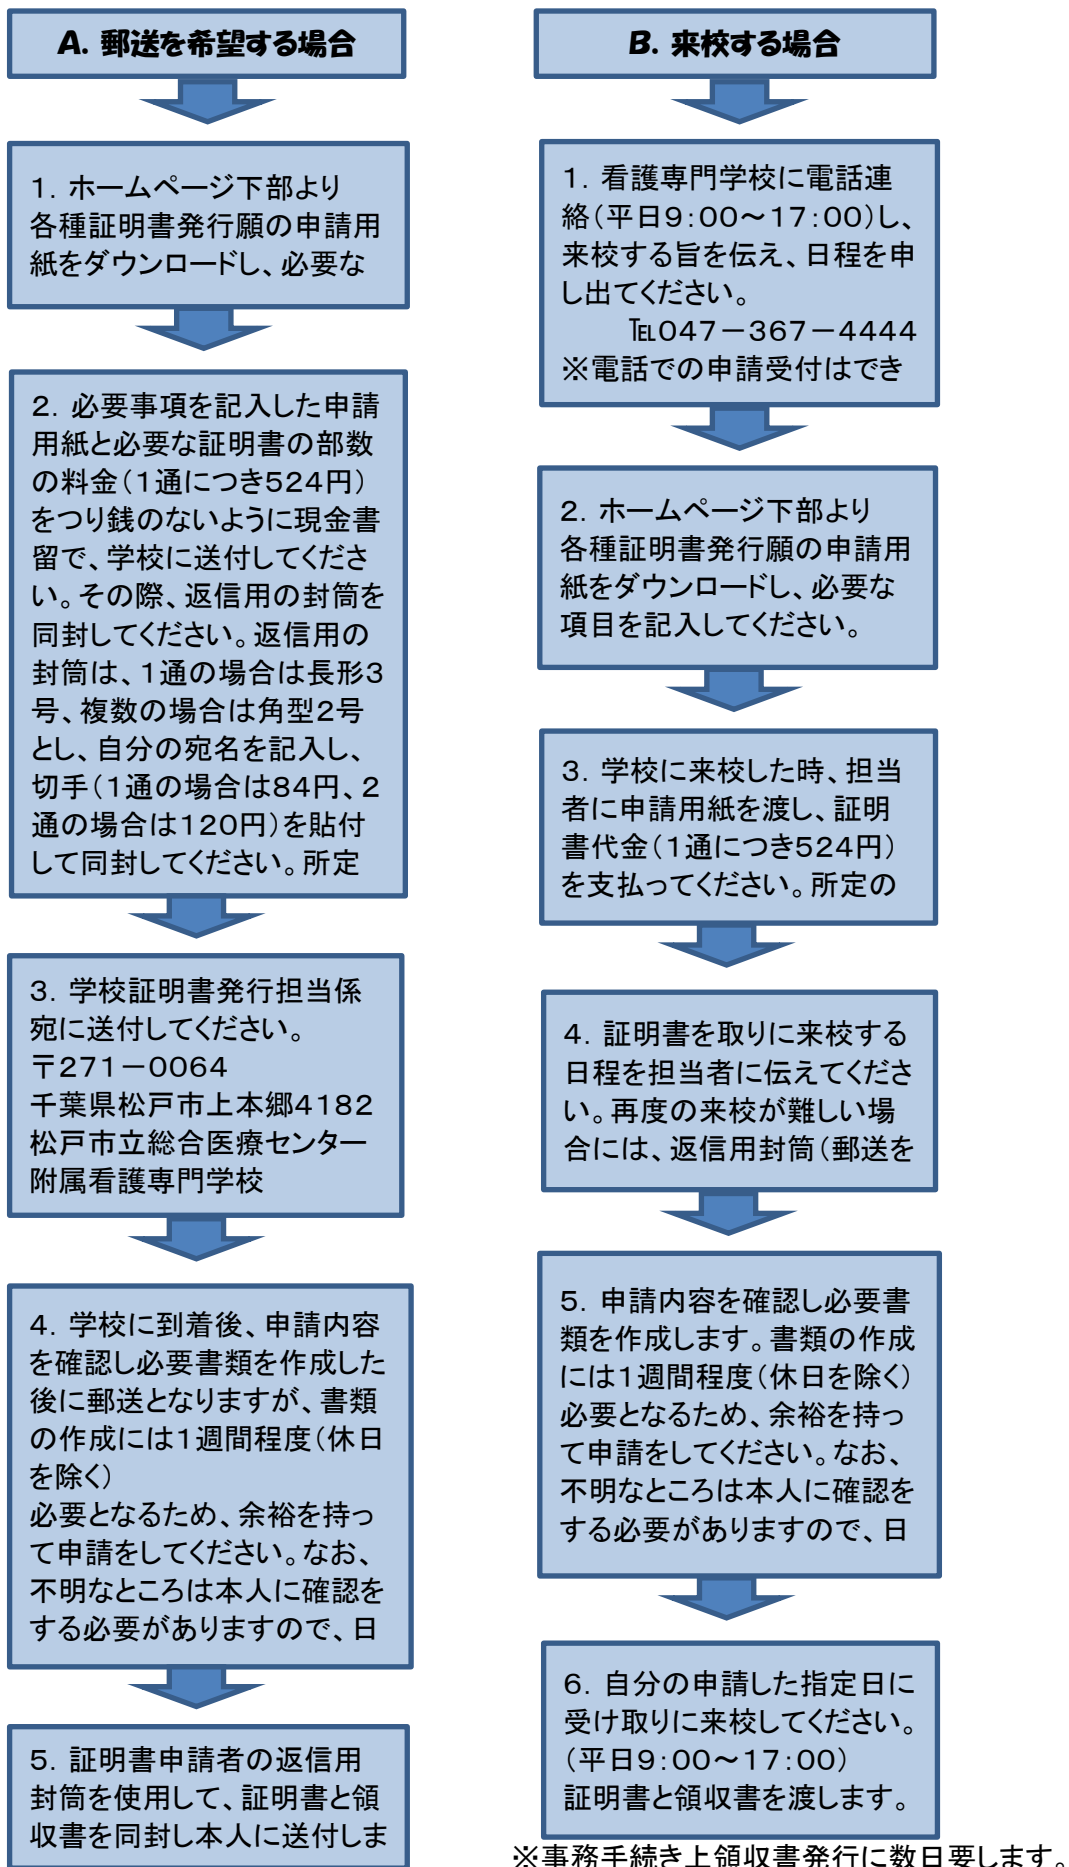 A. 郵送を希望する場合
1．ホームページ下部より
各種証明書発行願の申請用
紙をダウンロードし、必要な
2．必要事項を記入した申請
用紙と必要な証明書の部数
の料金（1通につき524円）
をつり銭のないように現金書
留で、学校に送付してくださ
い。その際、返信用の封筒を
同封してください。返信用の
封筒は、1通の場合は長形3
号、複数の場合は角型2号
とし、自分の宛名を記入し、
切手（1通の場合は84円、2
通の場合は120円）を貼付
して同封してください。所定
3．学校証明書発行担当係
宛に送付してください。
〒271－0064
千葉県松戸市上本郷4182
松戸市立総合医療センター
附属看護専門学校
4．学校に到着後、申請内容
を確認し必要書類を作成した
後に郵送となりますが、書類
の作成には1週間程度（休日
を除く）
必要となるため、余裕を持っ
て申請をしてください。なお、
不明なところは本人に確認を
する必要がありますので、日
5．証明書申請者の返信用
封筒を使用して、証明書と領
収書を同封し本人に送付しま
B. 来校する場合
1．看護専門学校に電話連
絡（平日9：00～17：00）し、
来校する旨を伝え、日程を申
し出てください。
℡047－367－4444
※電話での申請受付はでき
2．ホームページ下部より
各種証明書発行願の申請用
紙をダウンロードし、必要な
項目を記入してください。
3．学校に来校した時、担当
者に申請用紙を渡し、証明
書代金（1通につき524円）
を支払ってください。所定の
4．証明書を取りに来校する
日程を担当者に伝えてくださ
い。再度の来校が難しい場
合には、返信用封筒（郵送を
5．申請内容を確認し必要書
類を作成します。書類の作成
には1週間程度（休日を除く）
必要となるため、余裕を持っ
て申請をしてください。なお、
不明なところは本人に確認を
する必要がありますので、日
6．自分の申請した指定日に
受け取りに来校してください。
（平日9：00～17：00）
証明書と領収書を渡します。
※事務手続き上領収書発行に数日要します。